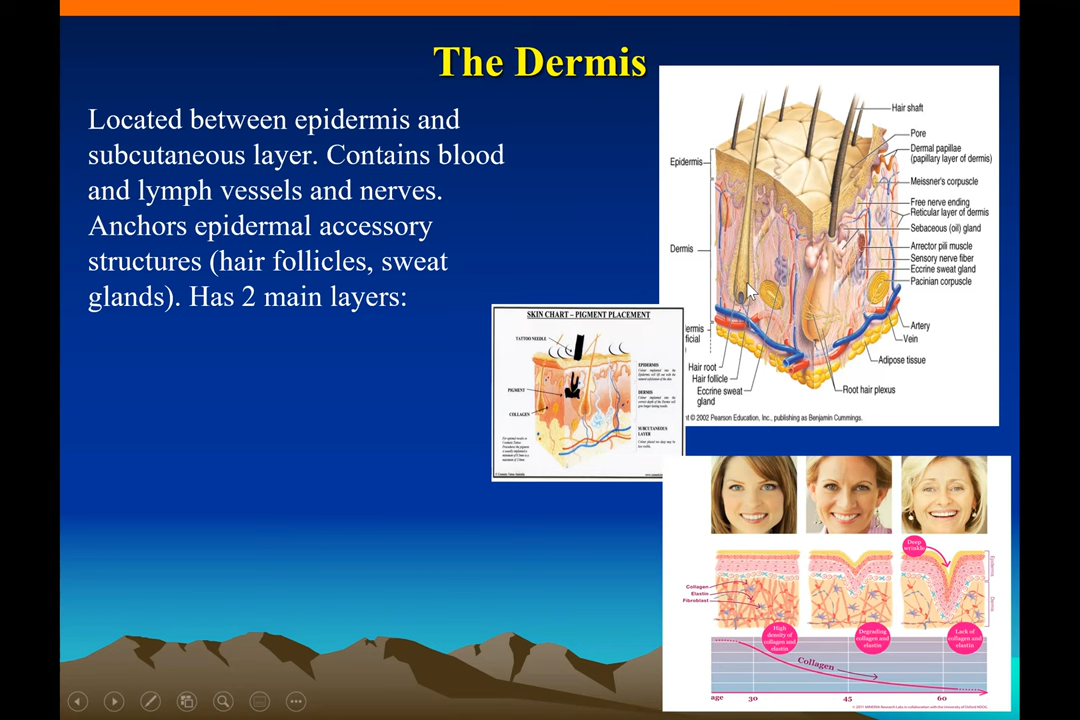 The Dermis
Located between epidermis and
subcutaneous layer. Contains blood
and lymph vessels and nerves.
Anchors epidermal accessory
structures (hair follicles, sweat
glands). Has 2 main layers:
Hair shaft
Pore
Dermal papillae
(papillary layer of dermis)
Epidermis
Meissner's corpuscle
Free nerve ending
Reticular layer of dermis
Sebaceous (oil) gland
Dermis
Arrector pili muscle
Sensory nerve fiber
Eccrine sweat gland
Pacinian corpuscle
Artery
Vein
Adipose tissue
Hair root
Hair follicle
Eccrine sweat
gland
Root hair plexus
© 2002 Pearson Education, Inc., publishing as Benjamin Cummings.
SKIN CHART – PIGMENT PLACEMENT
TATTOO NEEDLE
EPIDERMIS
PIGMENT
DERMIS
COLLAGEN
SUBCUTANEOUS
LAYER
Deep
wrinkle
Epidermis
Dermis
Collagen
Elastin
Fibroblast
High
density of
collagen and
elastin
Degrading
collagen and
elastin
Lack of
collagen and
elastin
Collagen
age 30 45 60